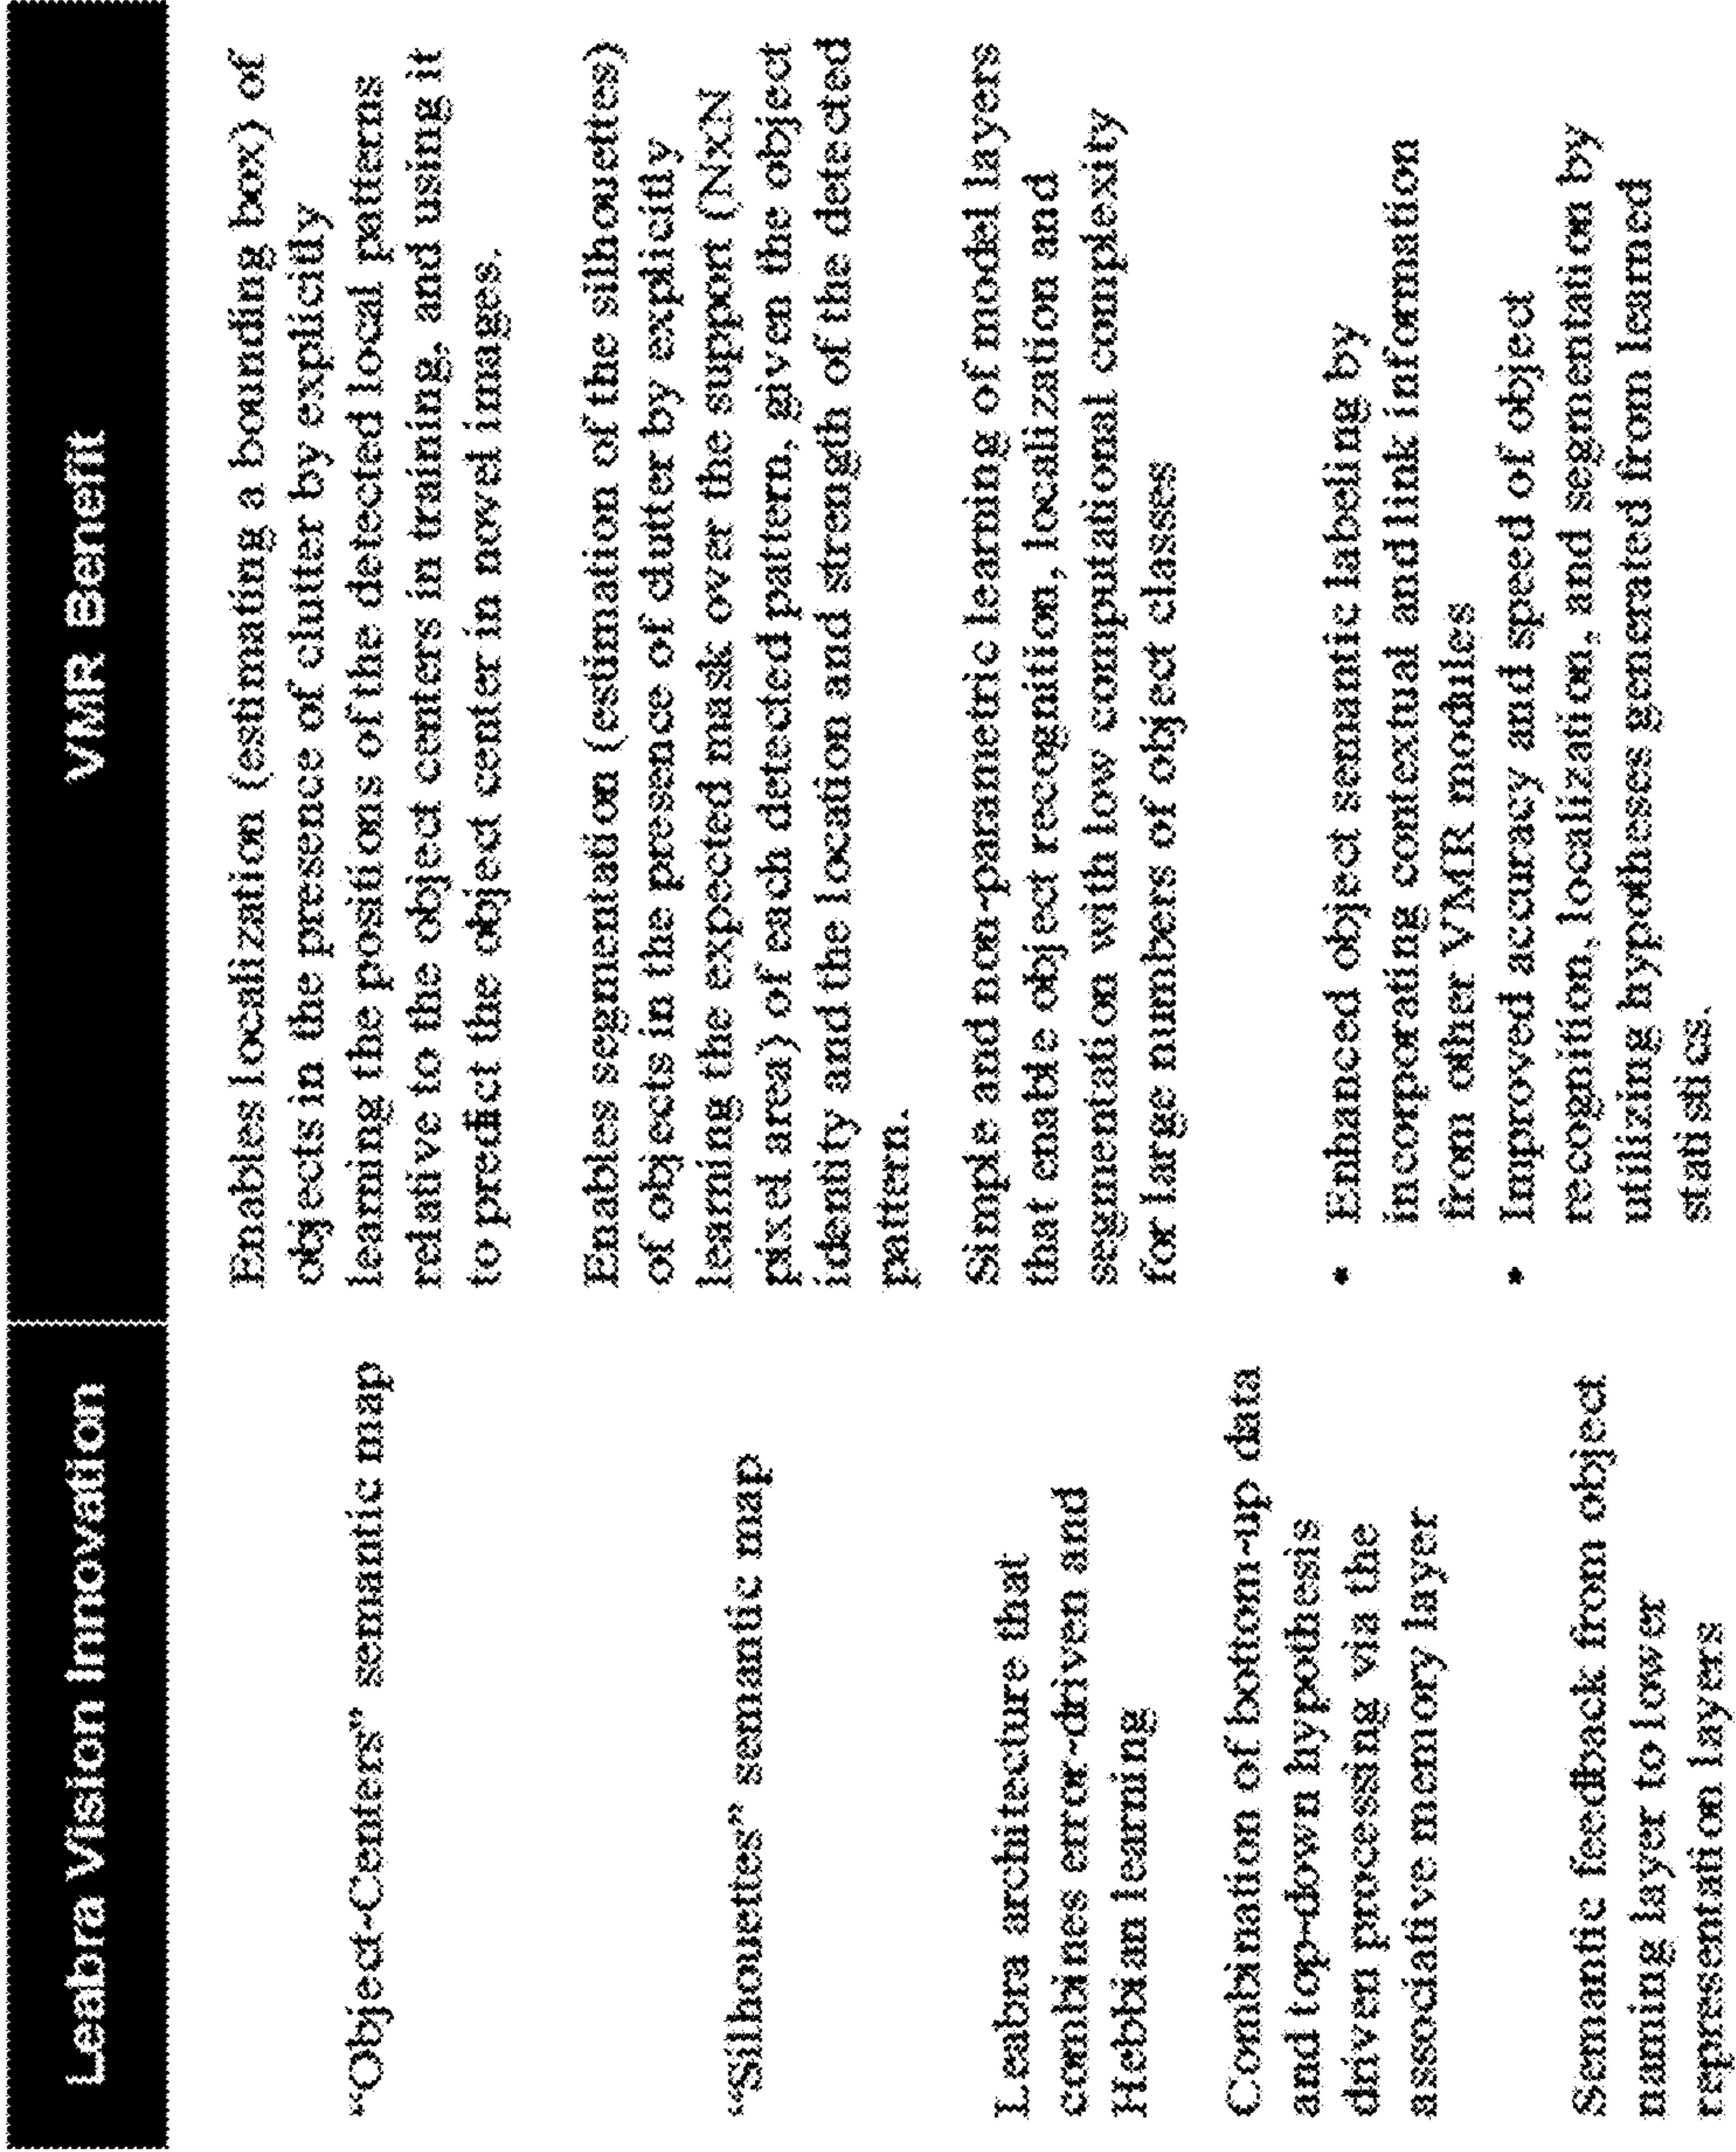 Leabra Vision Innovation
VMR Benefit
"Object-Centers" semantic map
Enables localization (estimating a bounding box) of
objects in the presence of clutter by explicitly
learning the positions of the detected local patterns
relative to the object centers in training, and using it
to predict the object center in novel images.
"Silhouettes" semantic map
Enables segmentation (estimation of the silhouettes)
of objects in the presence of clutter by explicitly
learning the expected mask over the support (NXN
pixel area) of each detected pattern, given the object
identity and the location and strength of the detected
pattern.
Leabra architecture that
combines error-driven and
Hebbian learning
Simple and non-parametric learning of model layers
that enable object recognition, localization and
segmentation with low computational complexity
for large numbers of object classes
Combination of bottom-up data
and top-down hypothesis
driven processing via the
associative memory layer
Semantic feedback from object
naming layer to lower
representation layers
• Enhanced object semantic labeling by
incorporating contextual and link information
from other VMR modiles
• Improved accuracy and speed of object
recognition, localization, and segmentation by
utilizing hypotheses generated from learned
statistics.